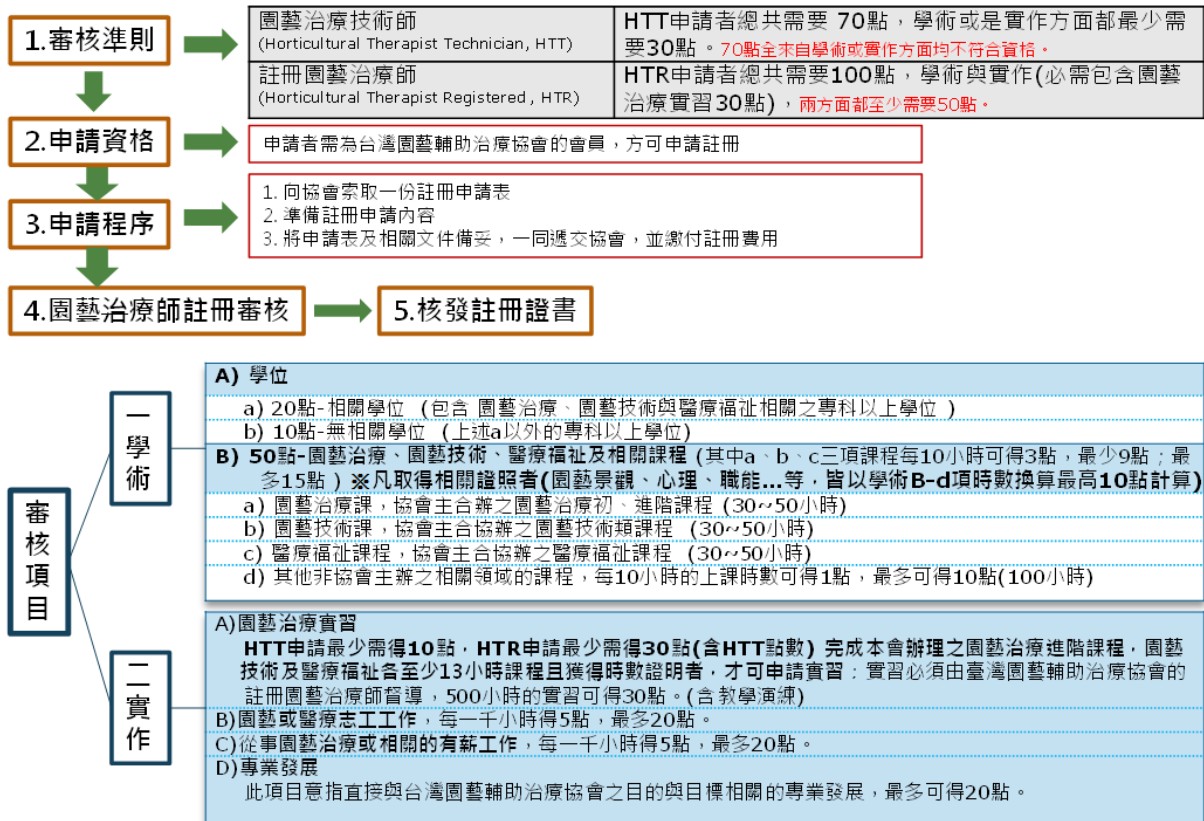 1.審核準則
園藝治療技術師
(Horticultural Therapist Technician, HTT)
HTT申請者總共需要 70點，學術或是實作方面都最少需
要30點。70點全來自學術或實作方面均不符合資格。
註冊園藝治療師
(Horticultural Therapist Registered , HTR)
HTR申請者總共需要100點，學術與實作(必需包含園藝
治療實習30點)，兩方面都至少需要50點。
2.申請資格
申請者需為台灣園藝輔助治療協會的會員，方可申請註冊
3.申請程序
1. 向協會索取一份註冊申請表
2. 準備註冊申請內容
3. 將申請表及相關文件備妥，一同遞交協會，並繳付註冊費用
4.園藝治療師註冊審核
5.核發註冊證書
審核項目
一學術
A) 學位
a) 20點-相關學位 (包含 園藝治療、園藝技術與醫療福祉相關之專科以上學位 )
b) 10點-無相關學位 (上述a以外的專科以上學位)
B) 50點-園藝治療、園藝技術、醫療福祉及相關課程 (其中a、b、c三項課程每10小時可得3點，最少9點；最
多15點 ) ※凡取得相關證照者(園藝景觀、心理、職能...等，皆以學術B-d項時數換算最高10點計算)
a) 園藝治療課，協會主合辦之園藝治療初、進階課程 (30~50小時)
b) 園藝技術課，協會主合協辦之園藝技術類課程 (30~50小時)
c) 醫療福祉課程，協會主合協辦之醫療福祉課程 (30~50小時)
d) 其他非協會主辦之相關領域的課程，每10小時的上課時數可得1點，最多可得10點(100小時)
二實作
A)園藝治療實習
HTT申請最少需得10點，HTR申請最少需得30點(含HTT點數) 完成本會辦理之園藝治療進階課程，園藝
技術及醫療福祉各至少13小時課程且獲得時數證明者，才可申請實習；實習必須由臺灣園藝輔助治療協會的
註冊園藝治療師督導，500小時的實習可得30點。(含教學演練)
B)園藝或醫療志工工作，每一千小時得5點，最多20點。
C)從事園藝治療或相關的有薪工作，每一千小時得5點，最多20點。
D)專業發展
此項目意指直接與台灣園藝輔助治療協會之目的與目標相關的專業發展，最多可得20點。